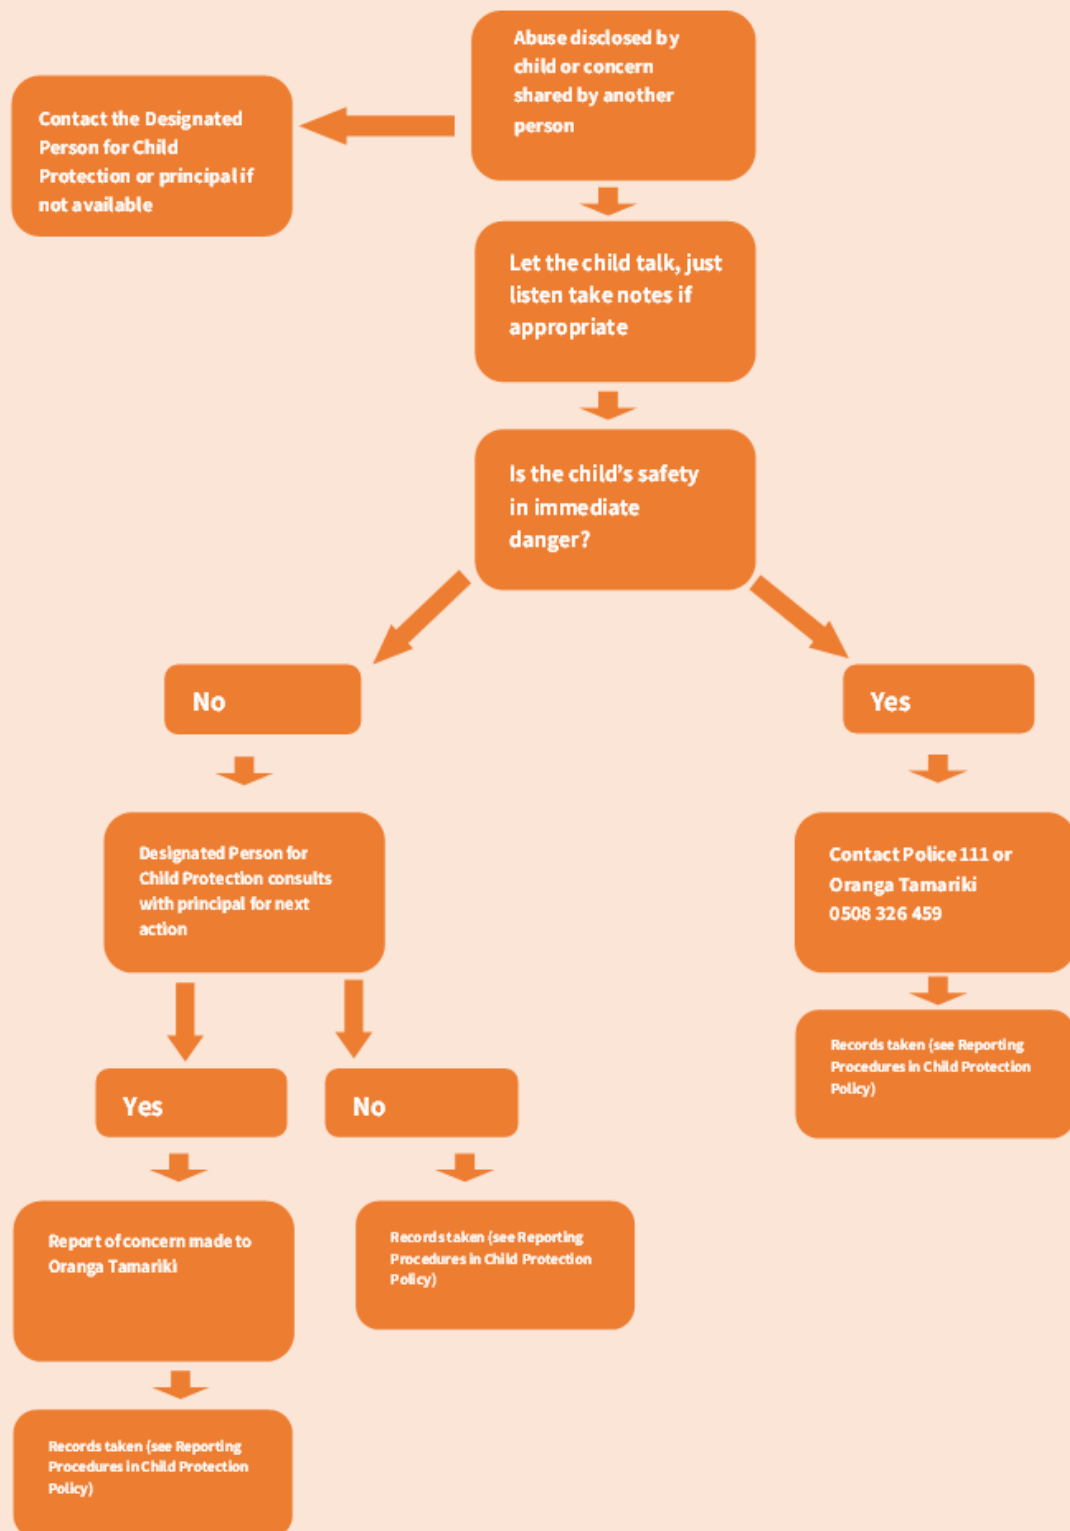 Abuse disclosed by
child or concern
shared by another
person
Contact the Designated
Person for Child
Protection or principal if
not available
Let the child talk, just
listen take notes if
appropriate
Is the child’s safety
in immediate
danger?
No
Yes
Designated Person for
Child Protection consults
with principal for next
action
Contact Police 111 or
Oranga Tamariki
0508 326 459
Records taken (see Reporting
Procedures in Child Protection
Policy)
Yes
No
Report of concern made to
Oranga Tamariki
Records taken (see Reporting
Procedures in Child Protection
Policy)
Records taken (see Reporting
Procedures in Child Protection
Policy)